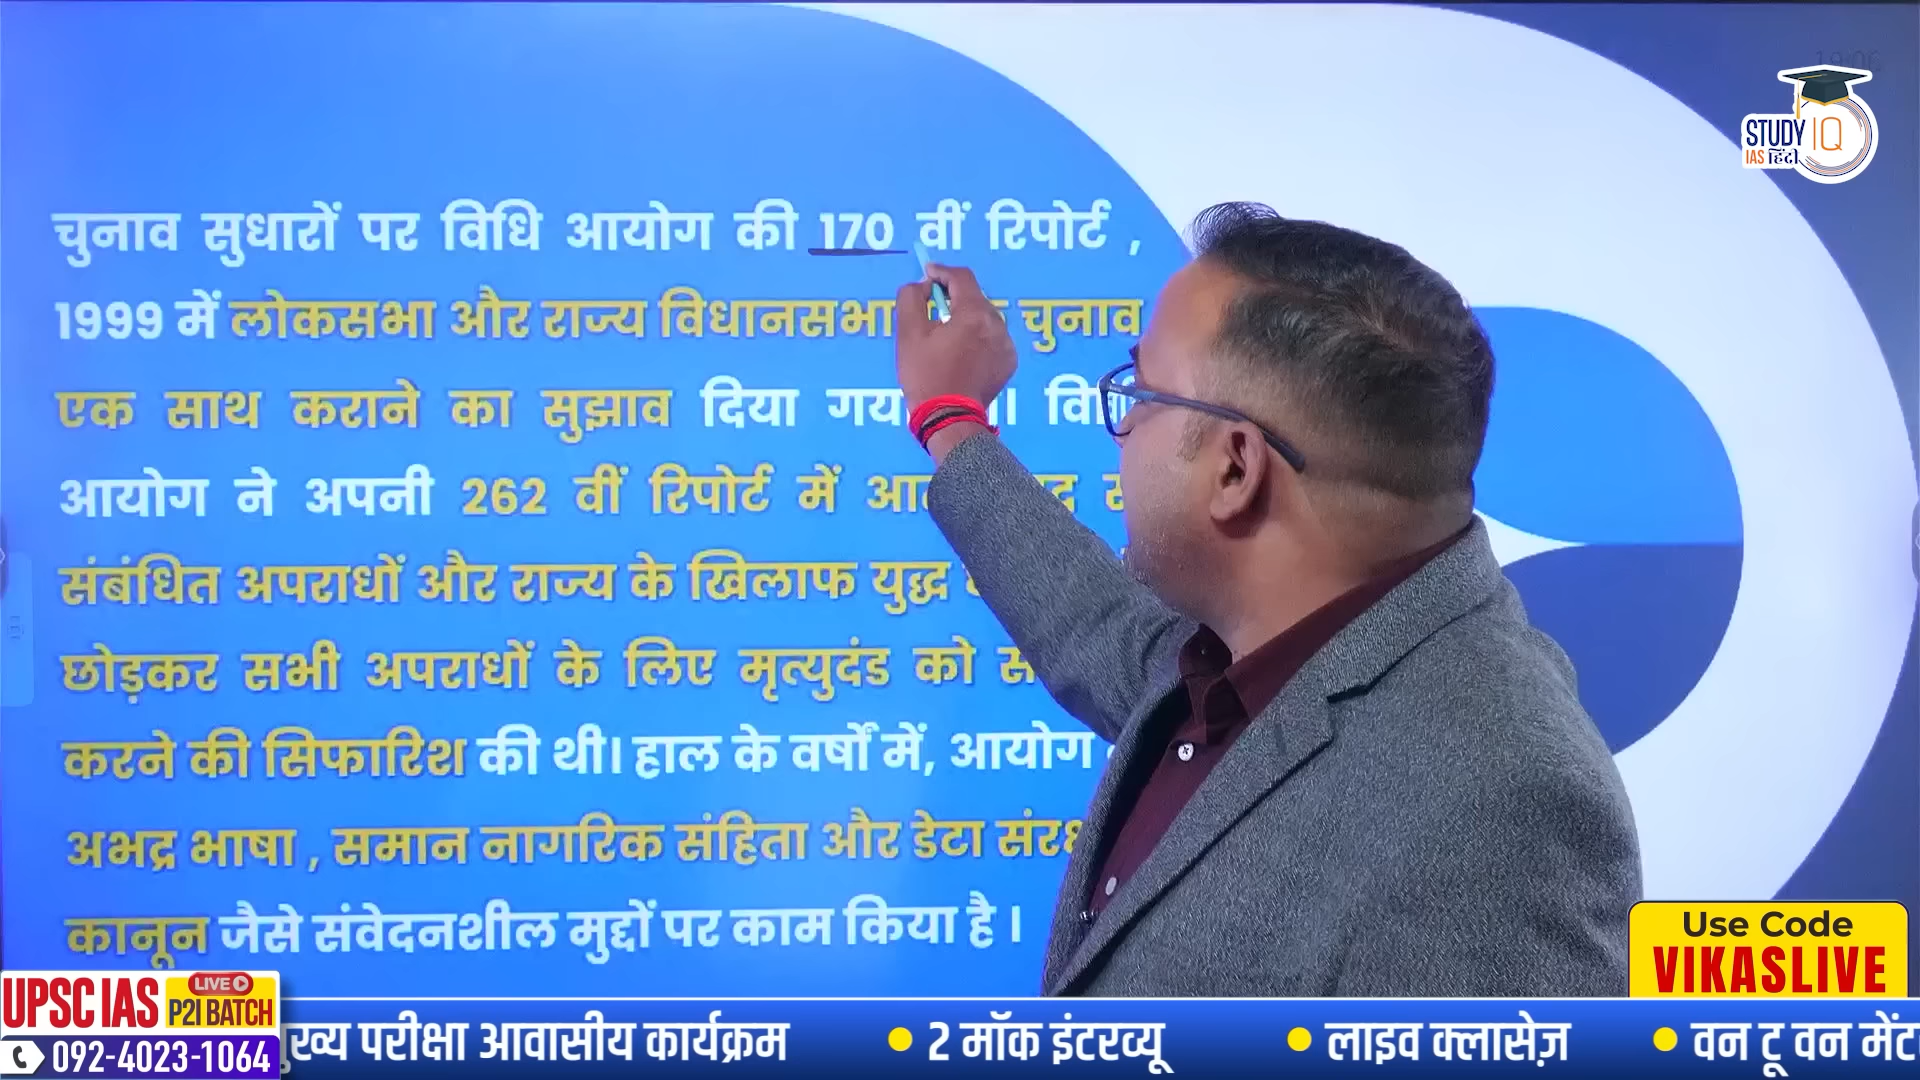 STUDY IQ
IAS हिंदी
चुनाव सुधारों पर विधि आयोग की 170 वीं रिपोर्ट ,
1999 में लोकसभा और राज्य विधानसभा चुनाव
एक साथ कराने का सुझाव दिया
आयोग ने अपनी 262 वीं रिपोर्ट में
संबंधित अपराधों और राज्य के खिलाफ युद्ध
छोड़कर सभी अपराधों के लिए मृत्युदंड को
करने की सिफारिश की थी। हाल के वर्षों में, आयोग
अभद्र भाषा , समान नागरिक संहिता और डेटा
कानून जैसे संवेदनशील मुद्दों पर काम किया है ।
Use Code
VIKASLIVE
UPSC IAS LIVE P2I BATCH
092-4023-1064
परीक्षा आवासीय कार्यक्रम • 2 मॉक इंटरव्यू • लाइव क्लासेज़ • वन टू वन